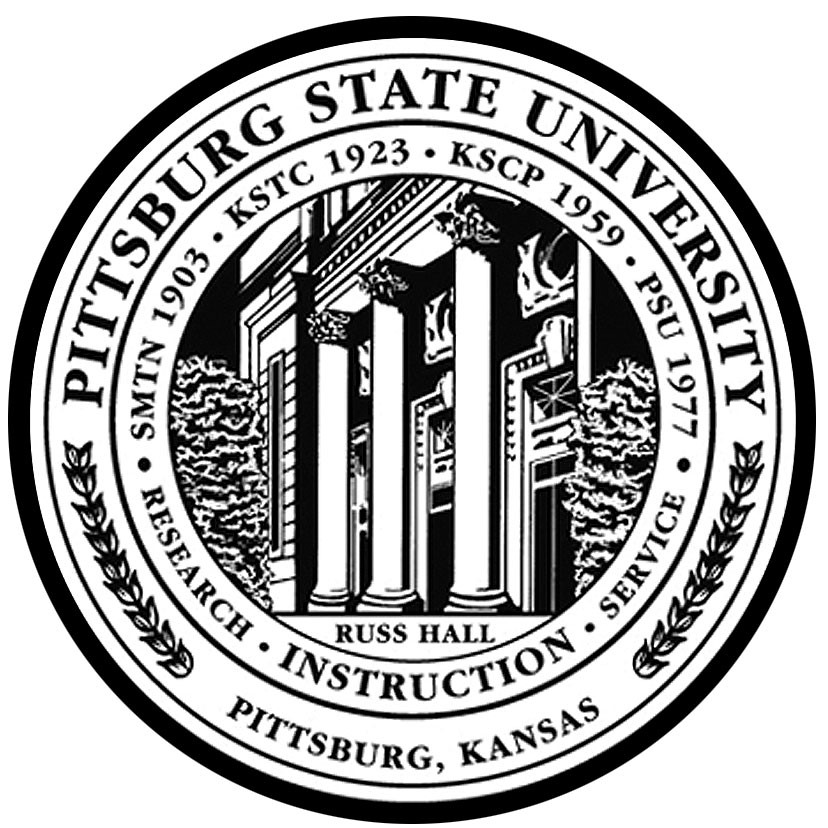 PITTSBURG STATE UNIVERSITY
SMTN 1903 • KSTC 1923 • KSCP 1959 • PSU 1977
RUSS HALL
• RESEARCH • INSTRUCTION • SERVICE •
PITTSBURG, KANSAS